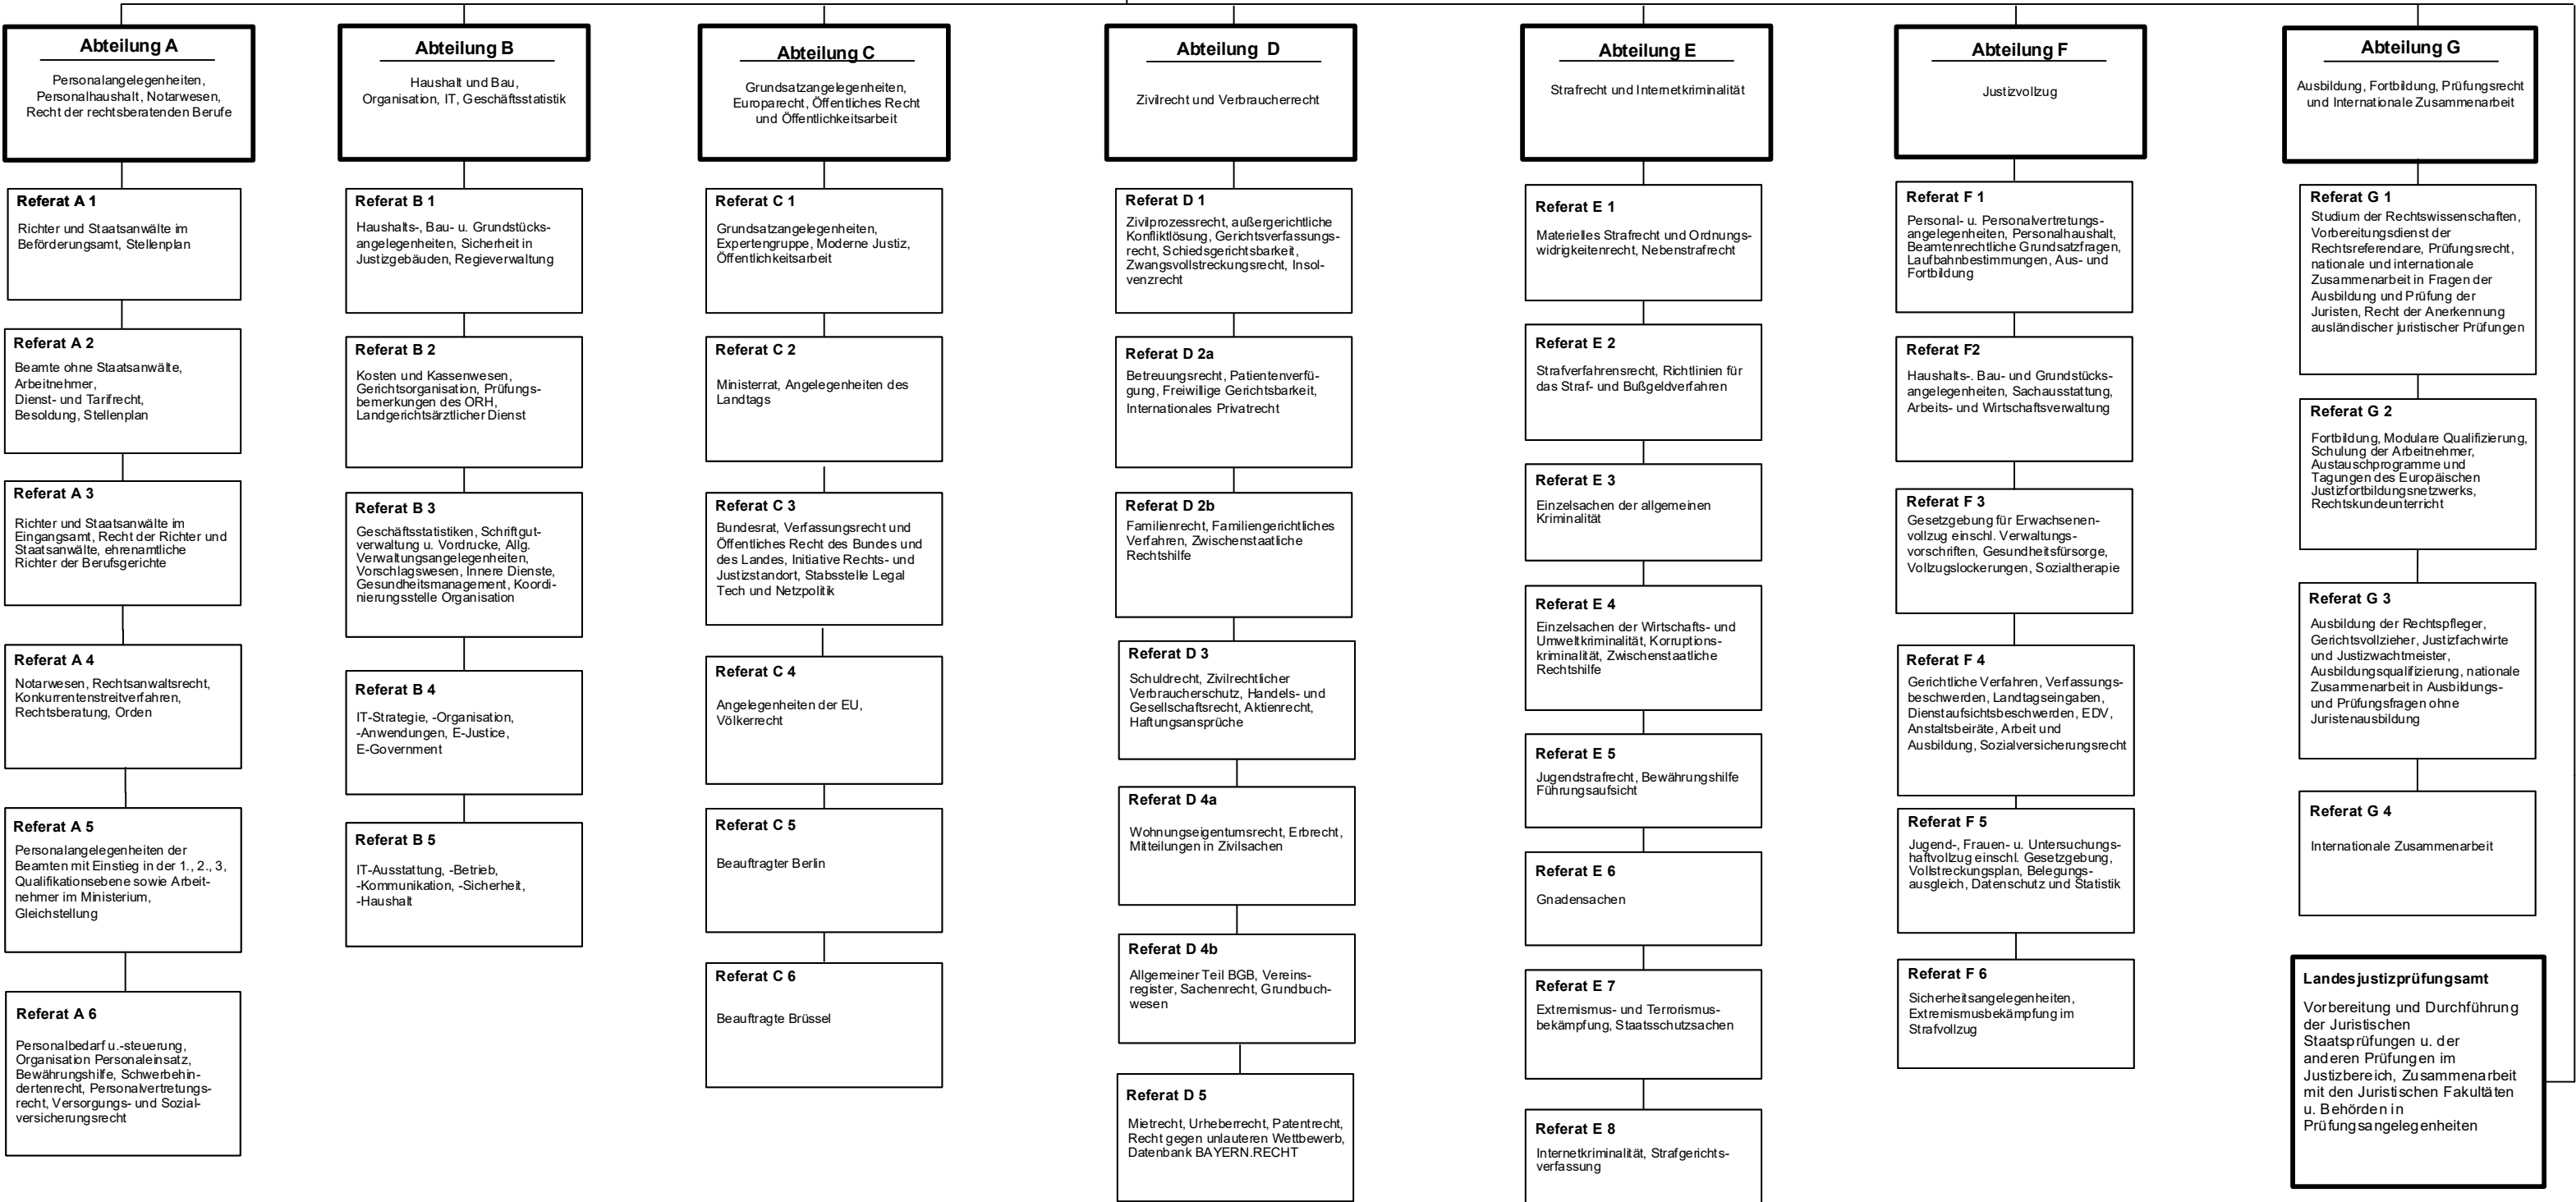 Abteilung A
Personalangelegenheiten,
Personalhaushalt, Notarwesen,
Recht der rechtsberatenden Berufe
Referat A 1
Richter und Staatsanwälte im
Beförderungsamt, Stellenplan
Referat A 2
Beamte ohne Staatsanwälte,
Arbeitnehmer,
Dienst- und Tarifrecht,
Besoldung, Stellenplan
Referat A 3
Richter und Staatsanwälte im
Eingangsamt, Recht der Richter und
Staatsanwälte, ehrenamtliche
Richter der Berufsgerichte
Referat A 4
Notarwesen, Rechtsanwaltsrecht,
Konkurrentenstreitverfahren,
Rechtsberatung, Orden
Referat A 5
Personalangelegenheiten der
Beamten mit Einstieg in der 1., 2., 3,
Qualifikationsebene sowie Arbeit-
nehmer im Ministerium,
Gleichstellung
Referat A 6
Personalbedarf u.-steuerung,
Organisation Personaleinsatz,
Bewährungshilfe, Schwerbehin-
dertenrecht, Personalvertretungs-
recht, Versorgungs- und Sozial-
versicherungsrecht
Abteilung B
Haushalt und Bau,
Organisation, IT, Geschäftsstatistik
Referat B 1
Haushalts-, Bau- u. Grundstücks-
angelegenheiten, Sicherheit in
Justizgebäuden, Regieverwaltung
Referat B 2
Kosten und Kassenwesen,
Gerichtsorganisation, Prüfungs-
bemerkungen des ORH,
Landgerichtsärztlicher Dienst
Referat B 3
Geschäftsstatistiken, Schriftgut-
verwaltung u. Vordrucke, Allg.
Verwaltungsangelegenheiten,
Vorschlagswesen, Innere Dienste,
Gesundheitsmanagement, Koordi-
nierungsstelle Organisation
Referat B 4
IT-Strategie, -Organisation,
-Anwendungen, E-Justice,
E-Government
Referat B 5
IT-Ausstattung, -Betrieb,
-Kommunikation, -Sicherheit,
-Haushalt
Abteilung C
Grundsatzangelegenheiten,
Europarecht, Öffentliches Recht
und Öffentlichkeitsarbeit
Referat C 1
Grundsatzangelegenheiten,
Expertengruppe, Moderne Justiz,
Öffentlichkeitsarbeit
Referat C 2
Ministerrat, Angelegenheiten des
Landtags
Referat C 3
Bundesrat, Verfassungsrecht und
Öffentliches Recht des Bundes und
des Landes, Initiative Rechts- und
Justizstandort, Stabsstelle Legal
Tech und Netzpolitik
Referat C 4
Angelegenheiten der EU,
Völkerrecht
Referat C 5
Beauftragter Berlin
Referat C 6
Beauftragte Brüssel
Abteilung D
Zivilrecht und Verbraucherrecht
Referat D 1
Zivilprozessrecht, außergerichtliche
Konfliktlösung, Gerichtsverfassungs-
recht, Schiedsgerichtsbarkeit,
Zwangsvollstreckungsrecht, Insol-
venzrecht
Referat D 2a
Betreuungsrecht, Patientenverfü-
gung, Freiwillige Gerichtsbarkeit,
Internationales Privatrecht
Referat D 2b
Familienrecht, Familiengerichtliches
Verfahren, Zwischenstaatliche
Rechtshilfe
Referat D 3
Schuldrecht, Zivilrechtlicher
Verbraucherschutz, Handels- und
Gesellschaftsrecht, Aktienrecht,
Haftungsansprüche
Referat D 4a
Wohnungseigentumsrecht, Erbrecht,
Mitteilungen in Zivilsachen
Referat D 4b
Allgemeiner Teil BGB, Vereins-
register, Sachenrecht, Grundbuch-
wesen
Referat D 5
Mietrecht, Urheberrecht, Patentrecht,
Recht gegen unlauteren Wettbewerb,
Datenbank BAYERN.RECHT
Abteilung E
Strafrecht und Internetkriminalität
Referat E 1
Materielles Strafrecht und Ordnungs-
widrigkeitenrecht, Nebenstrafrecht
Referat E 2
Strafverfahrensrecht, Richtlinien für
das Straf- und Bußgeldverfahren
Referat E 3
Einzelsachen der allgemeinen
Kriminalität
Referat E 4
Einzelsachen der Wirtschafts- und
Umweltkriminalität, Korruptions-
kriminalität, Zwischenstaatliche
Rechtshilfe
Referat E 5
Jugendstrafrecht, Bewährungshilfe
Führungsaufsicht
Referat E 6
Gnadensachen
Referat E 7
Extremismus- und Terrorismus-
bekämpfung, Staatsschutzsachen
Referat E 8
Internetkriminalität, Strafgerichts-
verfassung
Abteilung F
Justizvollzug
Referat F 1
Personal- u. Personalvertretungs-
angelegenheiten, Personalhaushalt,
Beamtenrechtliche Grundsatzfragen,
Laufbahnbestimmungen, Aus- und
Fortbildung
Referat F2
Haushalts-. Bau- und Grundstücks-
angelegenheiten, Sachausstattung,
Arbeits- und Wirtschaftsverwaltung
Referat F 3
Gesetzgebung für Erwachsenen-
vollzug einschl. Verwaltungs-
vorschriften, Gesundheitsfürsorge,
Vollzugslockerungen, Sozialtherapie
Referat F 4
Gerichtliche Verfahren, Verfassungs-
beschwerden, Landtagseingaben,
Dienstaufsichtsbeschwerden, EDV,
Anstaltsbeiräte, Arbeit und
Ausbildung, Sozialversicherungsrecht
Referat F 5
Jugend-, Frauen- u. Untersuchungs-
haftvollzug einschl. Gesetzgebung,
Vollstreckungsplan, Belegungs-
ausgleich, Datenschutz und Statistik
Referat F 6
Sicherheitsangelegenheiten,
Extremismusbekämpfung im
Strafvollzug
Abteilung G
Ausbildung, Fortbildung, Prüfungsrecht
und Internationale Zusammenarbeit
Referat G 1
Studium der Rechtswissenschaften,
Vorbereitungsdienst der
Rechtsreferendare, Prüfungsrecht,
nationale und internationale
Zusammenarbeit in Fragen der
Ausbildung und Prüfung der
Juristen, Recht der Anerkennung
ausländischer juristischer Prüfungen
Referat G 2
Fortbildung, Modulare Qualifizierung,
Schulung der Arbeitnehmer,
Austauschprogramme und
Tagungen des Europäischen
Justizfortbildungsnetzwerks,
Rechtskundeunterricht
Referat G 3
Ausbildung der Rechtspfleger,
Gerichtsvollzieher, Justizfachwirte
und Justizwachtmeister,
Ausbildungsqualifizierung, nationale
Zusammenarbeit in Ausbildungs-
und Prüfungsfragen ohne
Juristenausbildung
Referat G 4
Internationale Zusammenarbeit
Landesjustizprüfungsamt
Vorbereitung und Durchführung
der Juristischen
Staatsprüfungen u. der
anderen Prüfungen im
Justizbereich, Zusammenarbeit
mit den Juristischen Fakultäten
u. Behörden in
Prüfungsangelegenheiten